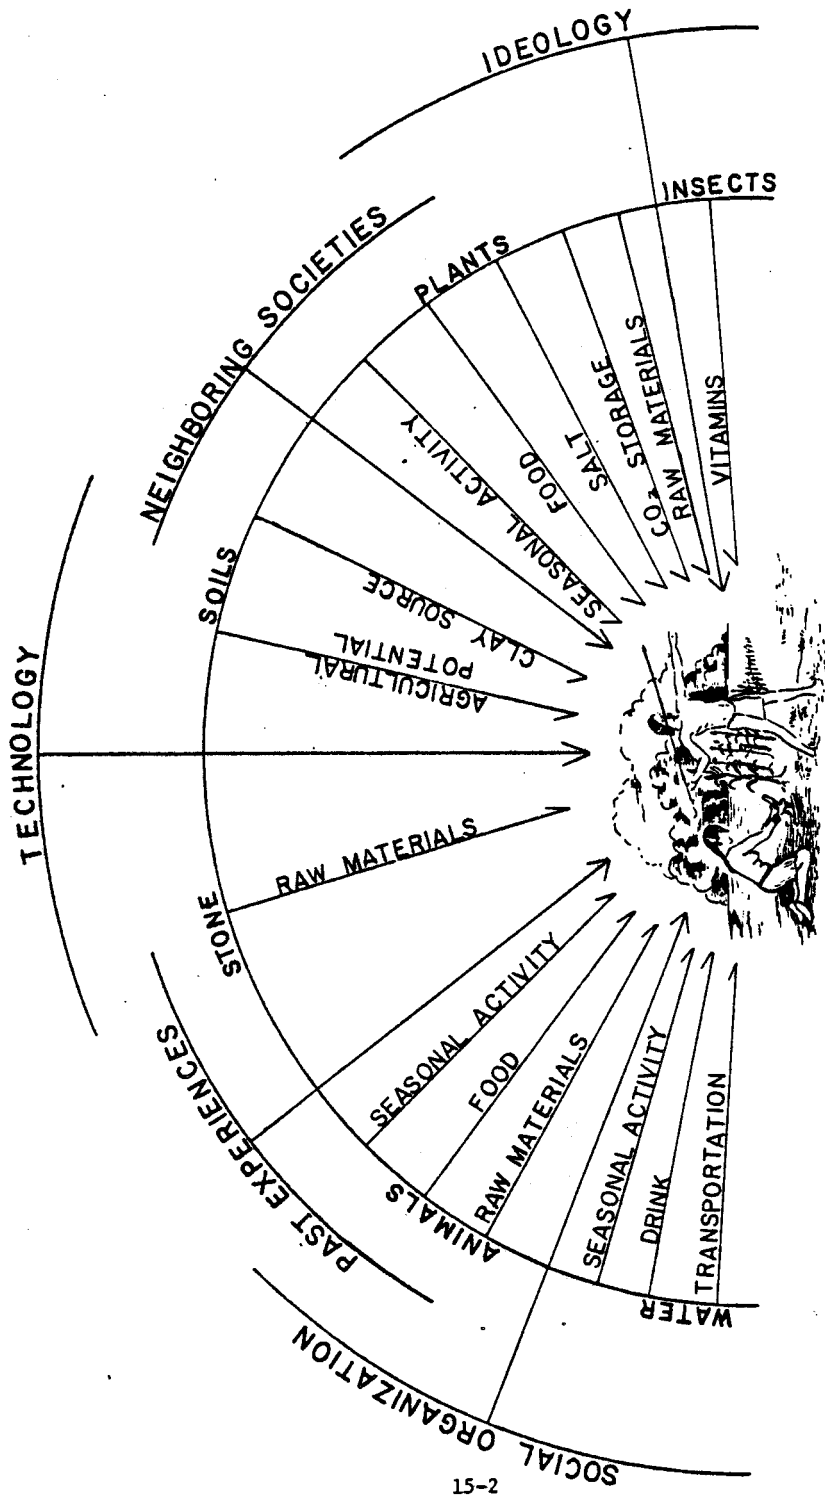 IDEOLOGY
INSECTS
NEIGHBORING SOCIETIES
PLANTS
VITAMINS
RAW MATERIALS
CO₂ STORAGE
SALT
FOOD
SEASONAL ACTIVITY
SOILS
CLAY SOURCE
AGRICULTURAL
POTENTIAL
TECHNOLOGY
STONE
RAW MATERIALS
PAST EXPERIENCES
ANIMALS
SEASONAL ACTIVITY
FOOD
RAW MATERIALS
SOCIAL ORGANIZATION
WATER
SEASONAL ACTIVITY
DRINK
TRANSPORTATION
15-2